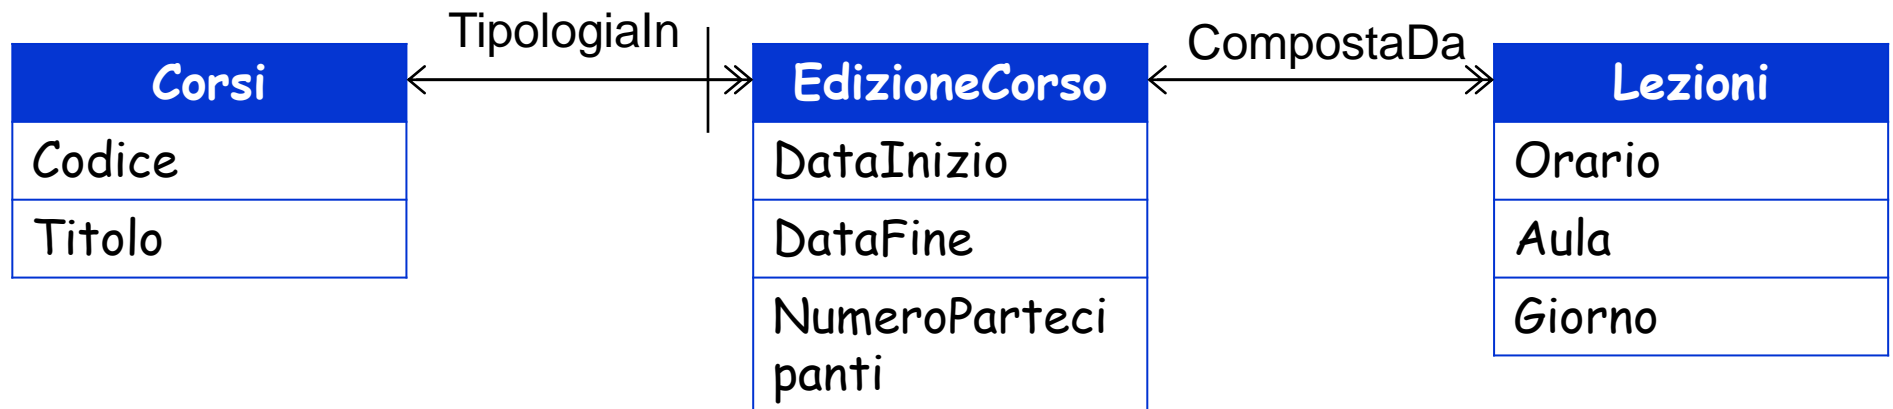 TipologiaIn
CompostaDa
Corsi
Codice
Titolo
EdizioneCorso
DataInizio
DataFine
NumeroParteci
panti
Lezioni
Orario
Aula
Giorno